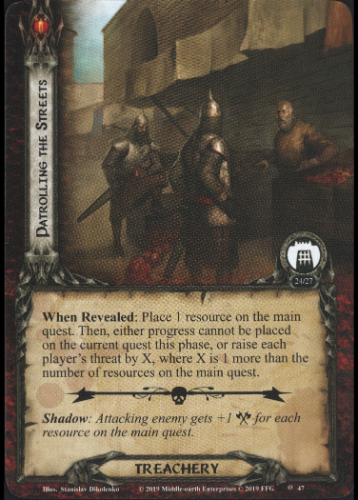 PATROLLING THE STREETS
24/27
When Revealed: Place 1 resource on the main
quest. Then, either progress cannot be placed
on the current quest this phase, or raise each
player's threat by X, where X is 1 more than the
number of resources on the main quest.
Shadow: Attacking enemy gets +1 for each
resource on the main quest.
TREACHERY
Illus. Stanislav Dikolenko © 2019 Middle-earth Enterprises © 2019 FFG 47